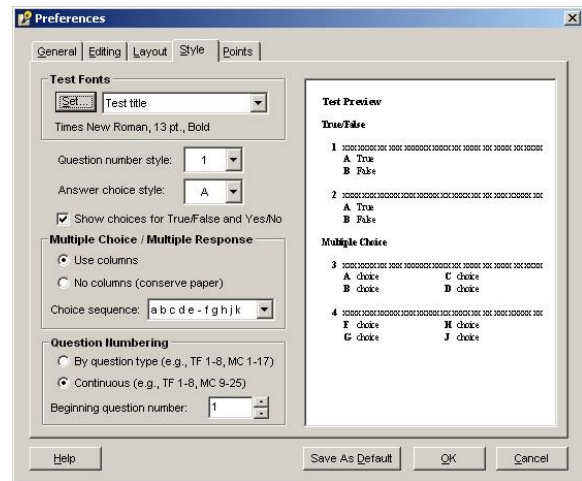 Preferences
General Editing Layout Style Points
Test Fonts
Set... Test title
Times New Roman, 13 pt., Bold
Question number style: 1
Answer choice style: A
Show choices for True/False and Yes/No
Multiple Choice / Multiple Response
Use columns
No columns (conserve paper)
Choice sequence: a b c d e - f g h j k
Question Numbering
By question type (e.g., TF 1-8, MC 1-17)
Continuous (e.g., TF 1-8, MC 9-25)
Beginning question number: 1
Test Preview
True/False
1
A True
B False
2
A True
B False
Multiple Choice
3
A choice C choice
B choice D choice
4
F choice H choice
G choice J choice
Help Save As Default OK Cancel